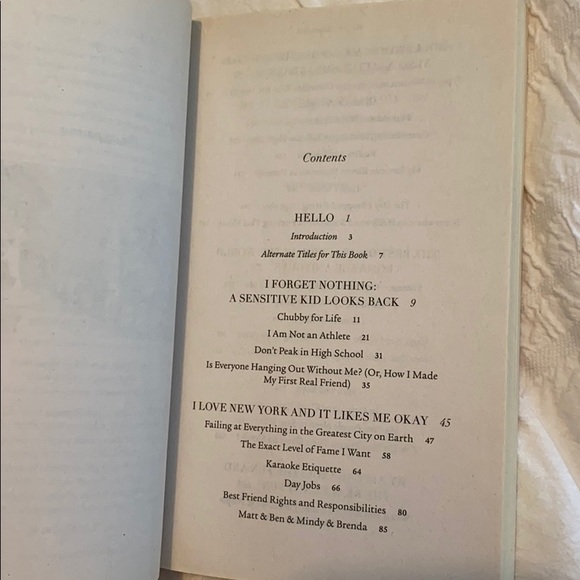 Contents
HELLO 1
Introduction 3
Alternate Titles for This Book 7
I FORGET NOTHING:
A SENSITIVE KID LOOKS BACK 9
Chubby for Life 11
I Am Not an Athlete 21
Don't Peak in High School 31
Is Everyone Hanging Out Without Me? (Or, How I Made
My First Real Friend) 35
I LOVE NEW YORK AND IT LIKES ME OKAY 45
Failing at Everything in the Greatest City on Earth 47
The Exact Level of Fame I Want 58
Karaoke Etiquette 64
Day Jobs 66
Best Friend Rights and Responsibilities 80
Matt & Ben & Mindy & Brenda 85